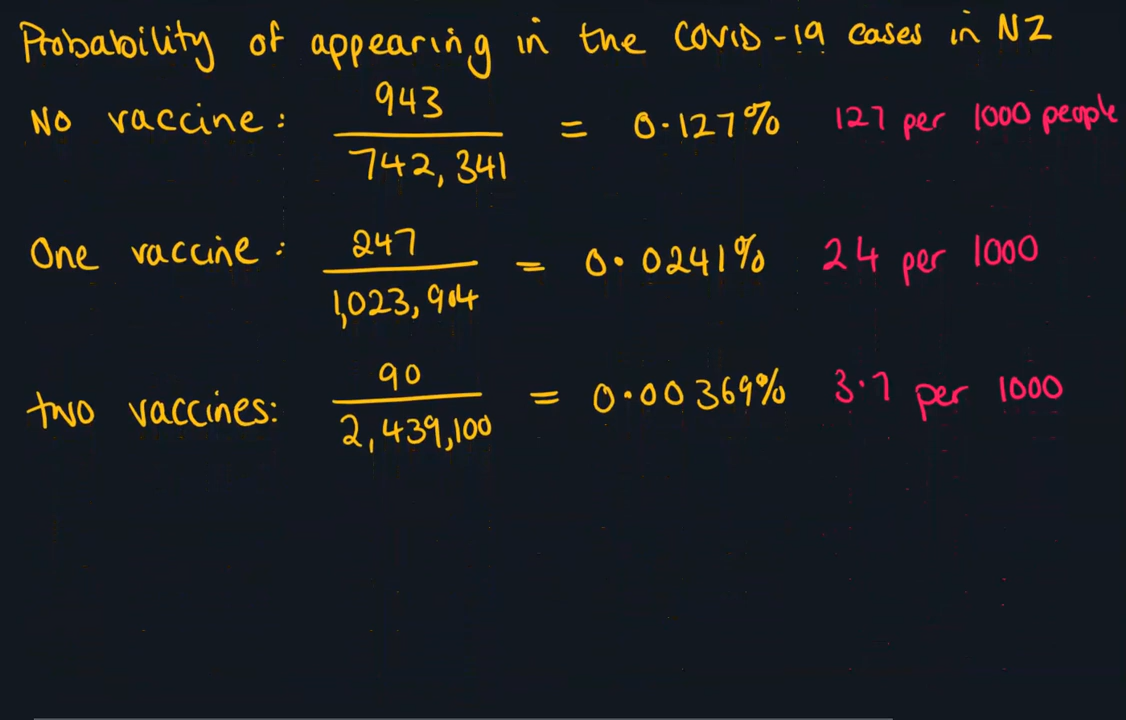 Probability of appearing in the COVID-19 cases in NZ
No vaccine: 943 / 742,341 = 0.127% 127 per 1000 people
One vaccine: 247 / 1,023,904 = 0.0241% 24 per 1000
two vaccines: 90 / 2,439,100 = 0.00369% 3.7 per 1000